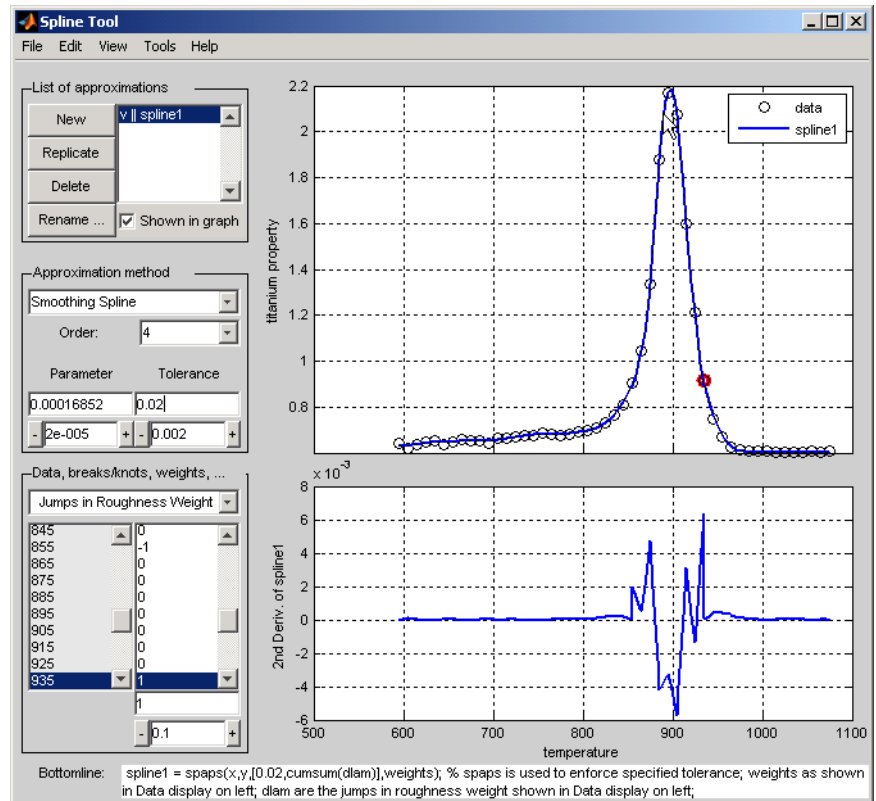 Spline Tool
File Edit View Tools Help
List of approximations
New
Replicate
Delete
Rename ...
v || spline1
Shown in graph
Approximation method
Smoothing Spline
Order: 4
Parameter Tolerance
0.00016852 0.02
- 2e-005 + - 0.002 +
Data, breaks/knots, weights, ...
Jumps in Roughness Weight
845 0
855 -1
865 0
875 0
885 0
895 0
905 0
915 0
925 0
935 1
1
- 0.1 +
2.2
2
1.8
1.6
1.4
1.2
1
0.8
titanium property
data
spline1
x 10^-3
8
6
4
2
0
-2
-4
-6
2nd Deriv. of spline1
500 600 700 800 900 1000 1100
temperature
Bottomline: spline1 = spaps(x,y,[0.02,cumsum(dlam)],weights); % spaps is used to enforce specified tolerance; weights as shown
in Data display on left; dlam are the jumps in roughness weight shown in Data display on left;